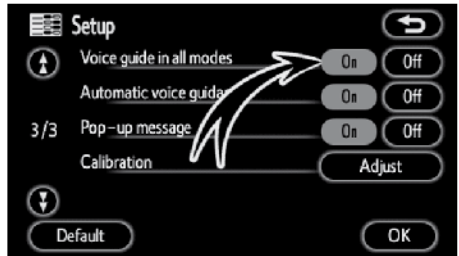 Setup
Voice guide in all modes On Off
Automatic voice On Off
3/3 Pop-up message On Off
Calibration Adjust
Default OK